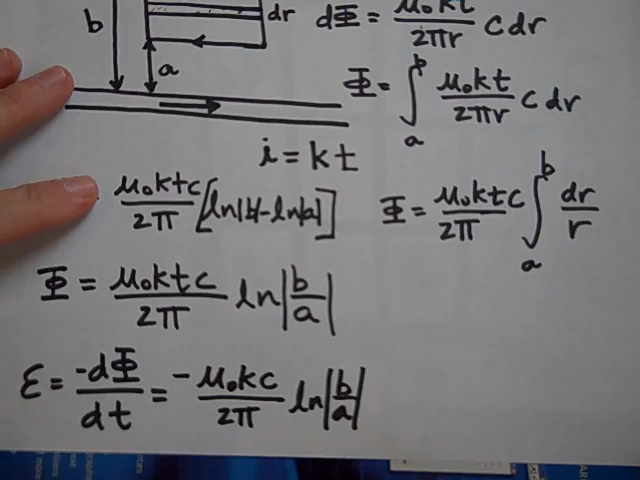 b
dr
a
dΦ = μ₀kt/2πr c dr
Φ = ∫ₐᵇ μ₀kt/2πr c dr
i = kt
μ₀ktc/2π [ln|b|-ln|a|]
Φ = μ₀ktc/2π ∫ₐᵇ dr/r
Φ = μ₀ktc/2π ln|b/a|
ε = -dΦ/dt = -μ₀kc/2π ln|b/a|